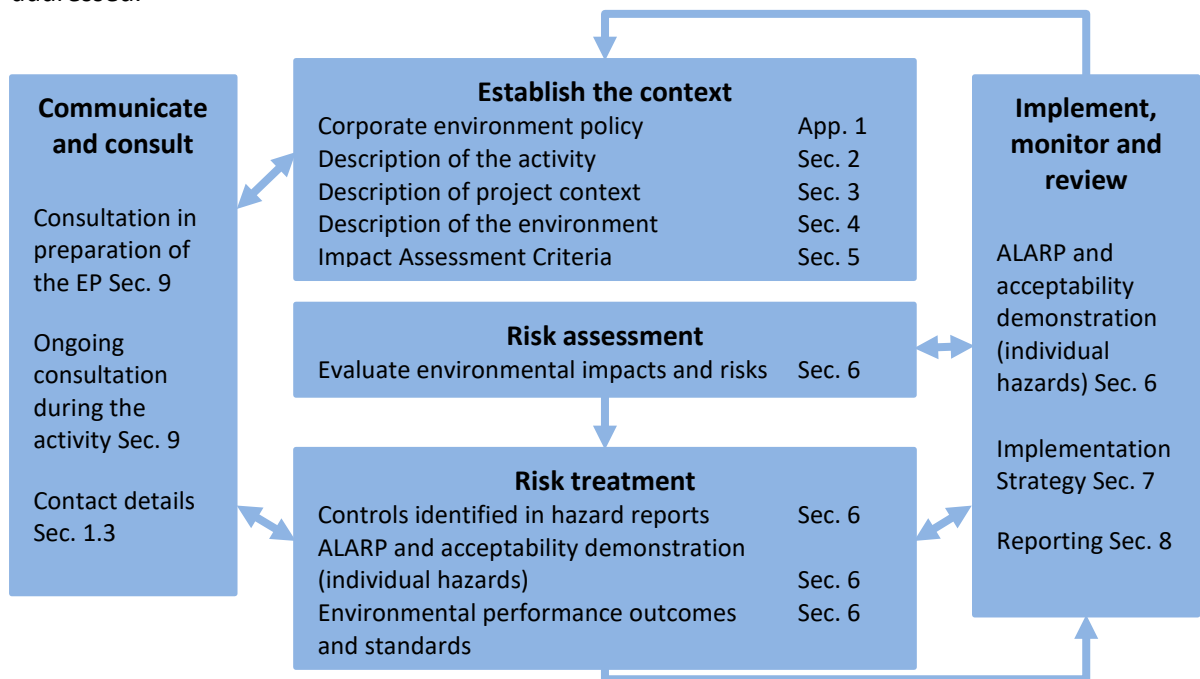 Communicate
and consult
Consultation in
preparation of
the EP Sec. 9
Ongoing
consultation
during the
activity Sec. 9
Contact details
Sec. 1.3
Establish the context
Corporate environment policy App. 1
Description of the activity Sec. 2
Description of project context Sec. 3
Description of the environment Sec. 4
Impact Assessment Criteria Sec. 5
Risk assessment
Evaluate environmental impacts and risks Sec. 6
Risk treatment
Controls identified in hazard reports Sec. 6
ALARP and acceptability demonstration
(individual hazards) Sec. 6
Environmental performance outcomes Sec. 6
and standards
Implement,
monitor and
review
ALARP and
acceptability
demonstration
(individual
hazards) Sec. 6
Implementation
Strategy Sec. 7
Reporting Sec. 8